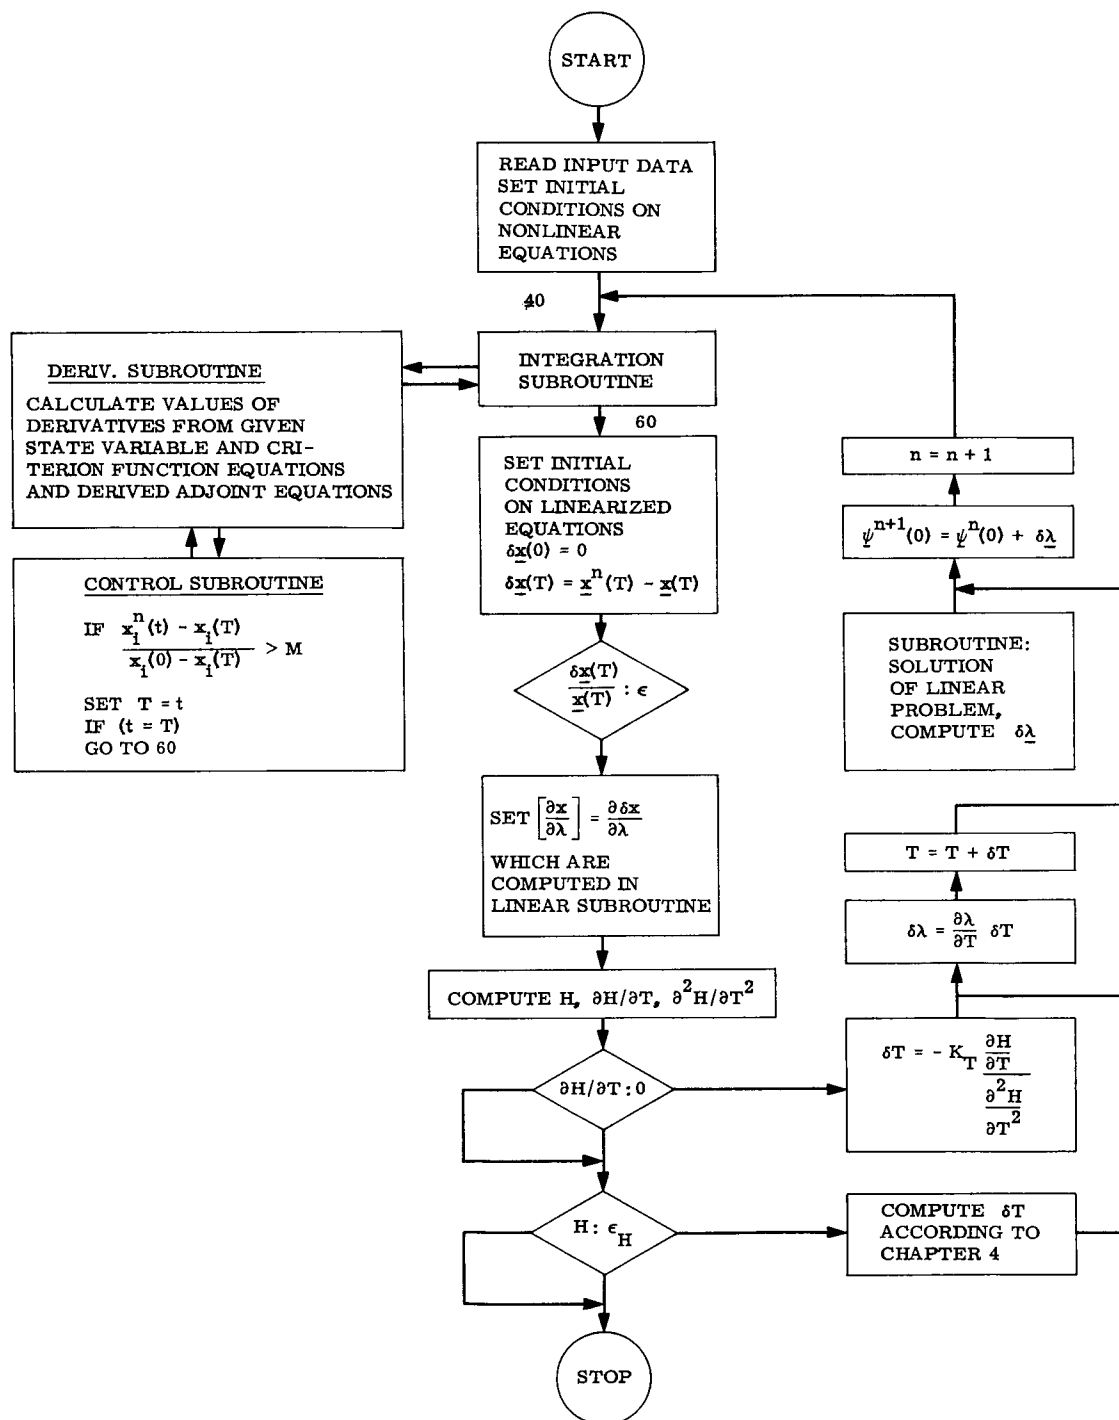 START
READ INPUT DATA
SET INITIAL
CONDITIONS ON
NONLINEAR
EQUATIONS
40
INTEGRATION
SUBROUTINE
DERIV. SUBROUTINE
CALCULATE VALUES OF
DERIVATIVES FROM GIVEN
STATE VARIABLE AND CRI-
TERION FUNCTION EQUATIONS
AND DERIVED ADJOINT EQUATIONS
CONTROL SUBROUTINE
IF x_i^n(t) - x_i(T) / x_i(0) - x_i(T) > M
SET T = t
IF (t = T)
GO TO 60
60
SET INITIAL
CONDITIONS
ON LINEARIZED
EQUATIONS
δx(0) = 0
δx(T) = x^n(T) - x(T)
δx(T) / x(T) : ϵ
SET [∂x/∂λ] = ∂δx/∂λ
WHICH ARE
COMPUTED IN
LINEAR SUBROUTINE
COMPUTE H, ∂H/∂T, ∂²H/∂T²
∂H/∂T : 0
H : ϵ_H
STOP
n = n + 1
ψ^{n+1}(0) = ψ^n(0) + δλ
SUBROUTINE:
SOLUTION
OF LINEAR
PROBLEM,
COMPUTE δλ
T = T + δT
δλ = ∂λ/∂T δT
δT = - K_T ∂H/∂T / ∂²H/∂T²
COMPUTE δT
ACCORDING TO
CHAPTER 4